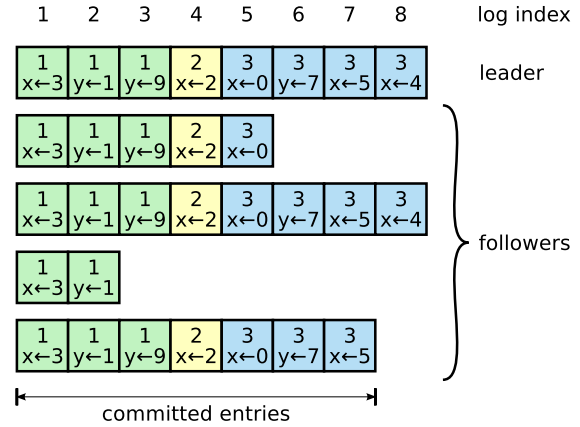 1 2 3 4 5 6 7 8 log index
1 1 1 2 3 3 3 3
x←3 y←1 y←9 x←2 x←0 y←7 x←5 x←4
leader
1 1 1 2 3
x←3 y←1 y←9 x←2 x←0
1 1 1 2 3 3 3 3
x←3 y←1 y←9 x←2 x←0 y←7 x←5 x←4
followers
1 1
x←3 y←1
1 1 1 2 3 3 3
x←3 y←1 y←9 x←2 x←0 y←7 x←5
committed entries